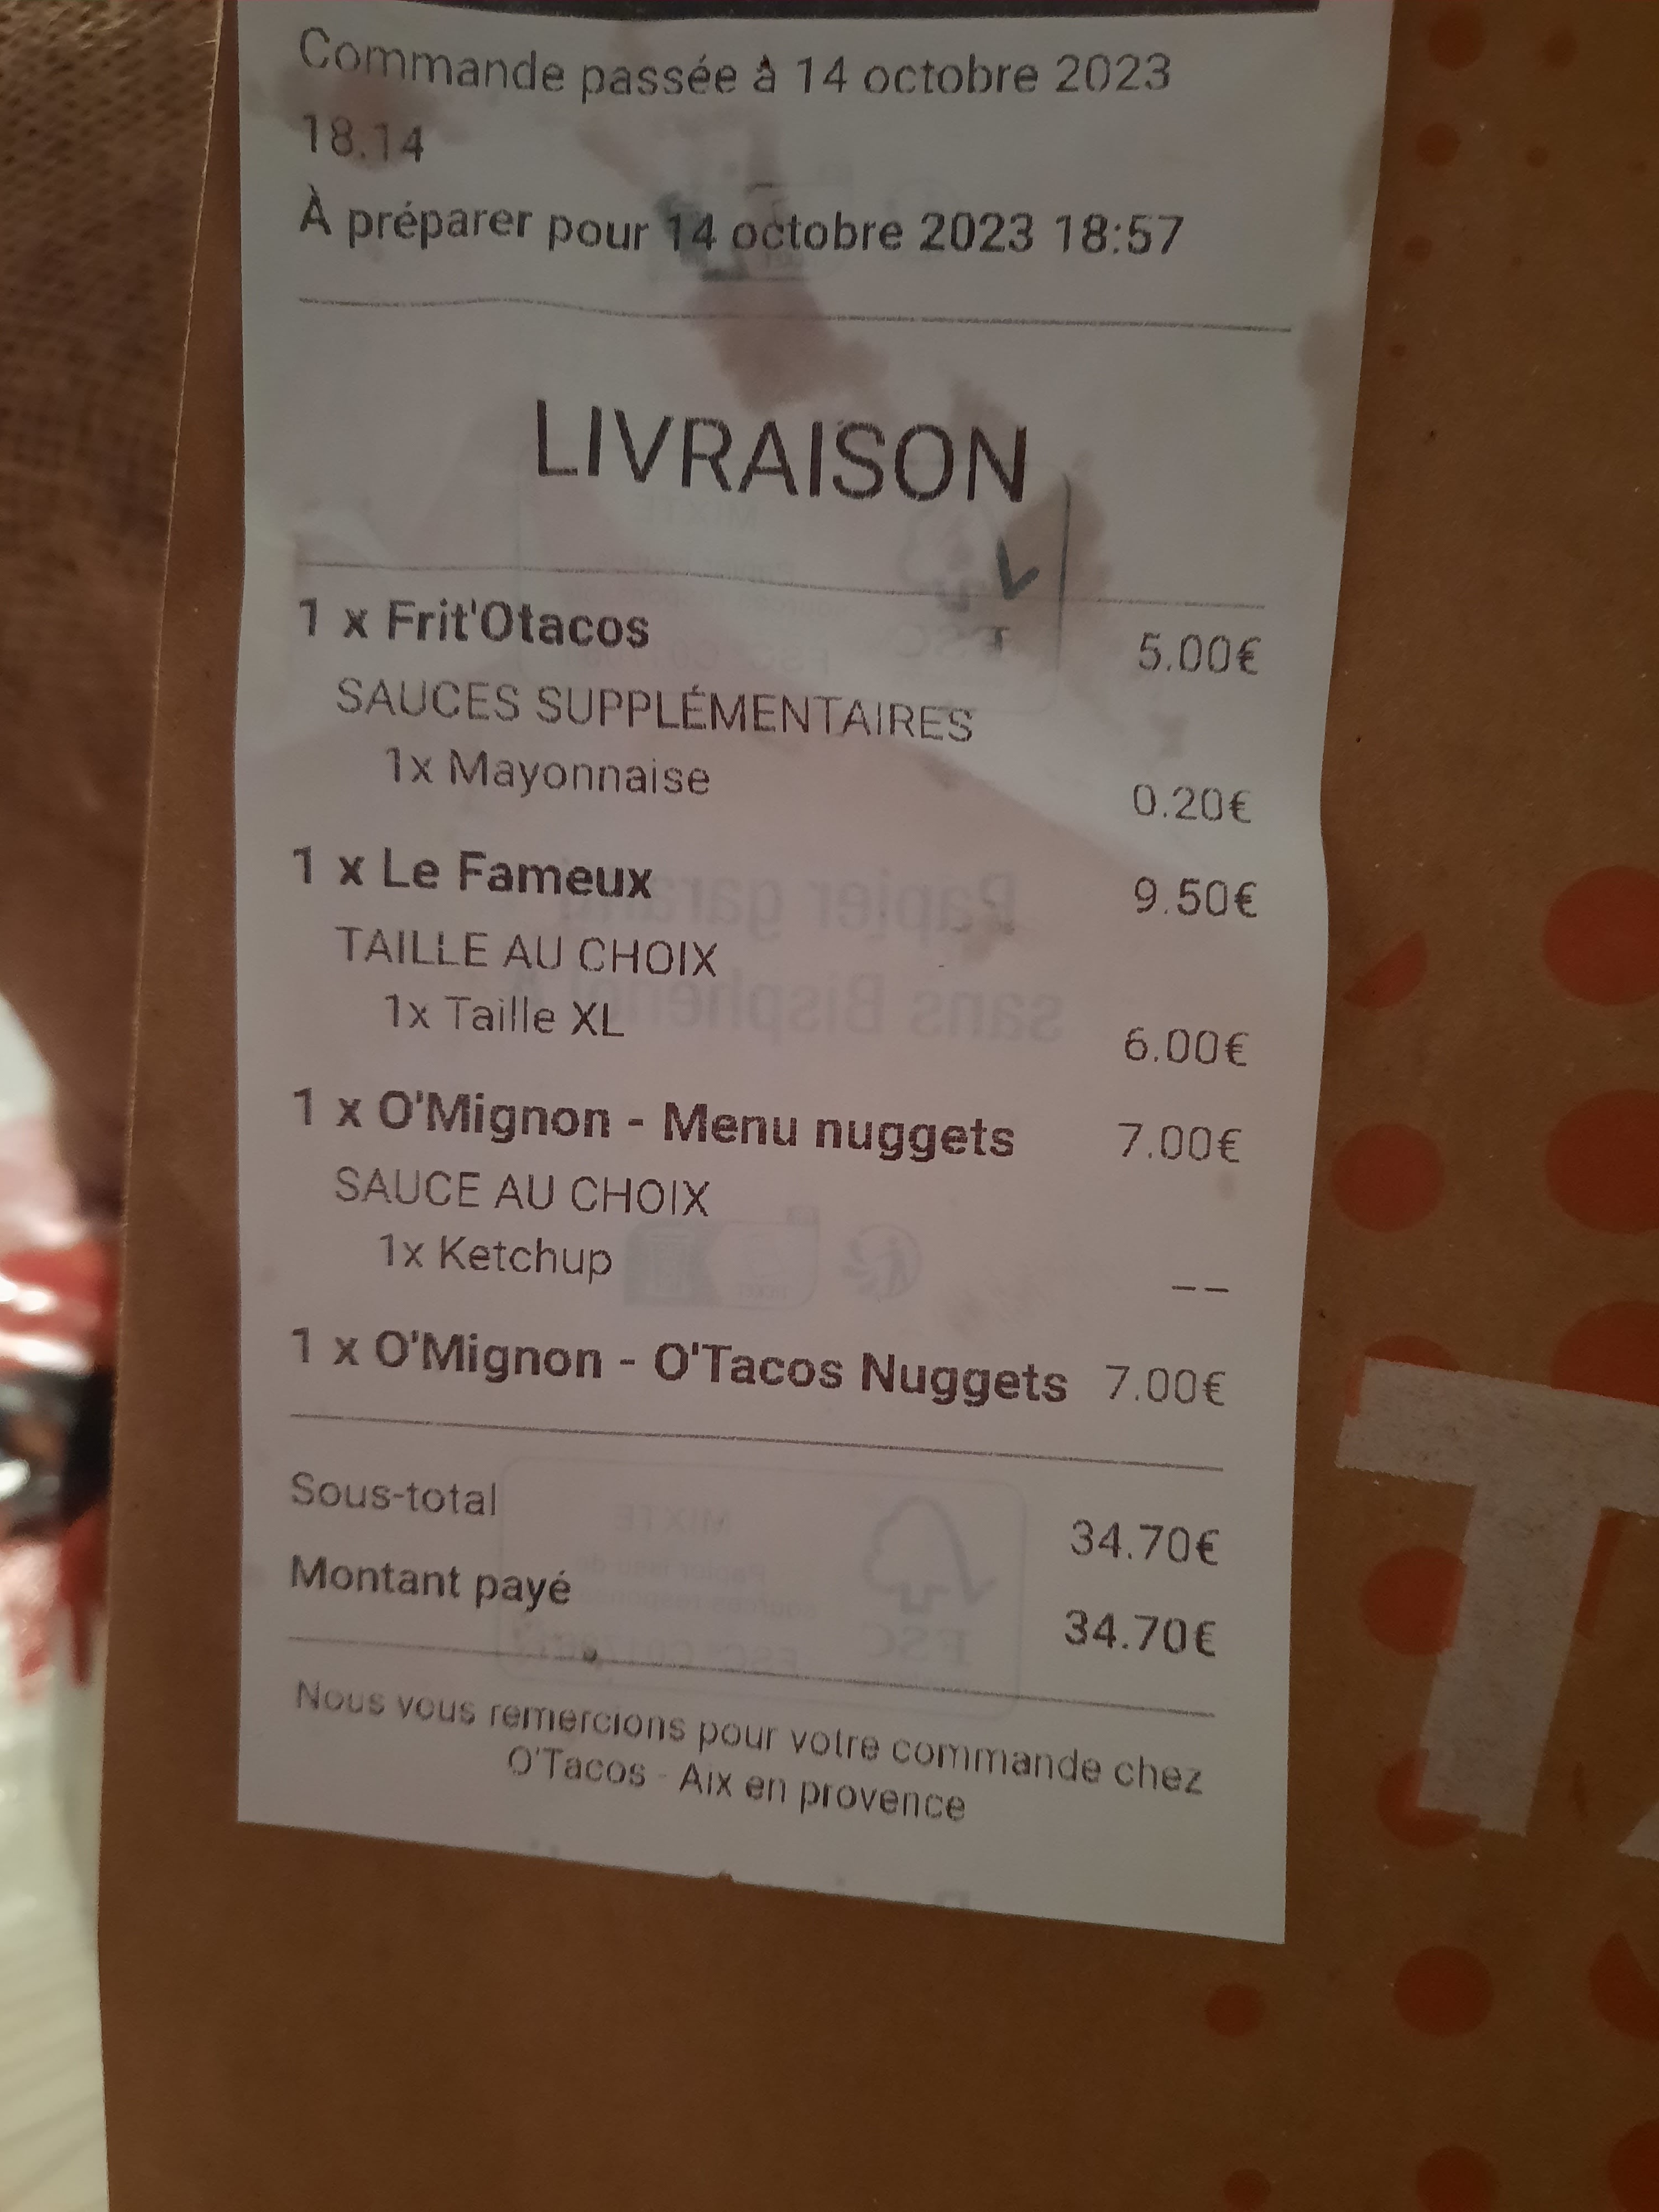 Commande passée à 14 octobre 2023
18:14
À préparer pour 14 octobre 2023 18:57
LIVRAISON
1 x Frit'Otacos 5.00€
SAUCES SUPPLÉMENTAIRES
1x Mayonnaise 0.20€
1 x Le Fameux 9.50€
TAILLE AU CHOIX
1x Taille XL 6.00€
1 x O'Mignon - Menu nuggets 7.00€
SAUCE AU CHOIX
1x Ketchup --
1 x O'Mignon - O'Tacos Nuggets 7.00€
Sous-total 34.70€
Montant payé 34.70€
Nous vous remercions pour votre commande chez
O'Tacos - Aix en provence